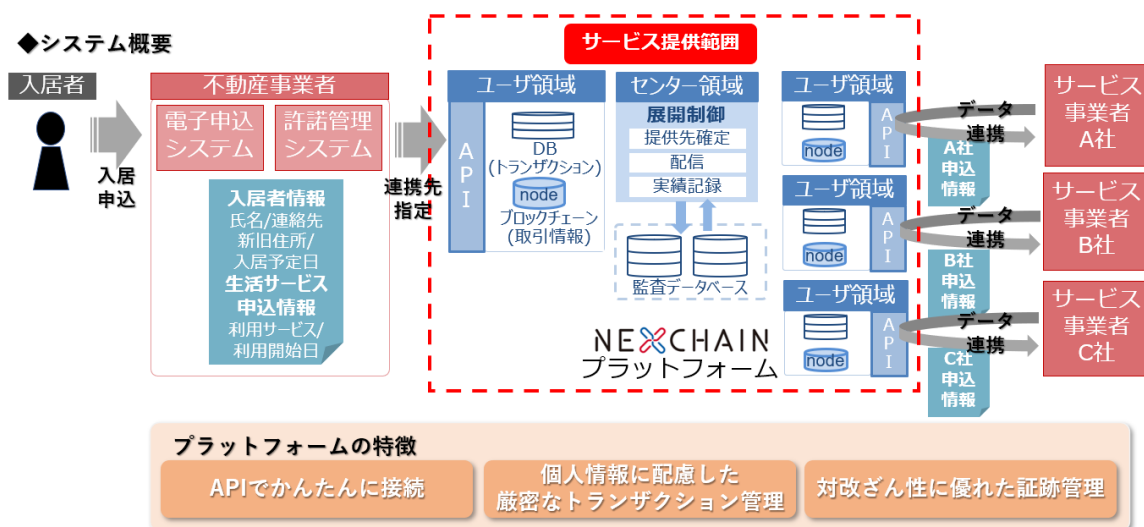 ◆システム概要
サービス提供範囲
入居者
入居
申込
不動産事業者
電子申込
システム
許諾管理
システム
入居者情報
氏名/連絡先
新旧住所/
入居予定日
生活サービス
申込情報
利用サービス/
利用開始日
連携先
指定
ユーザ領域
API
DB
(トランザクション)
node
ブロックチェーン
(取引情報)
センター領域
展開制御
提供先確定
配信
実績記録
監査データベース
NEXCHAIN
プラットフォーム
ユーザ領域
node
API
データ
連携
A社
申込
情報
サービス
事業者
A社
ユーザ領域
node
API
データ
連携
B社
申込
情報
サービス
事業者
B社
ユーザ領域
node
API
データ
連携
C社
申込
情報
サービス
事業者
C社
プラットフォームの特徴
APIでかんたんに接続
個人情報に配慮した
厳密なトランザクション管理
対改ざん性に優れた証跡管理